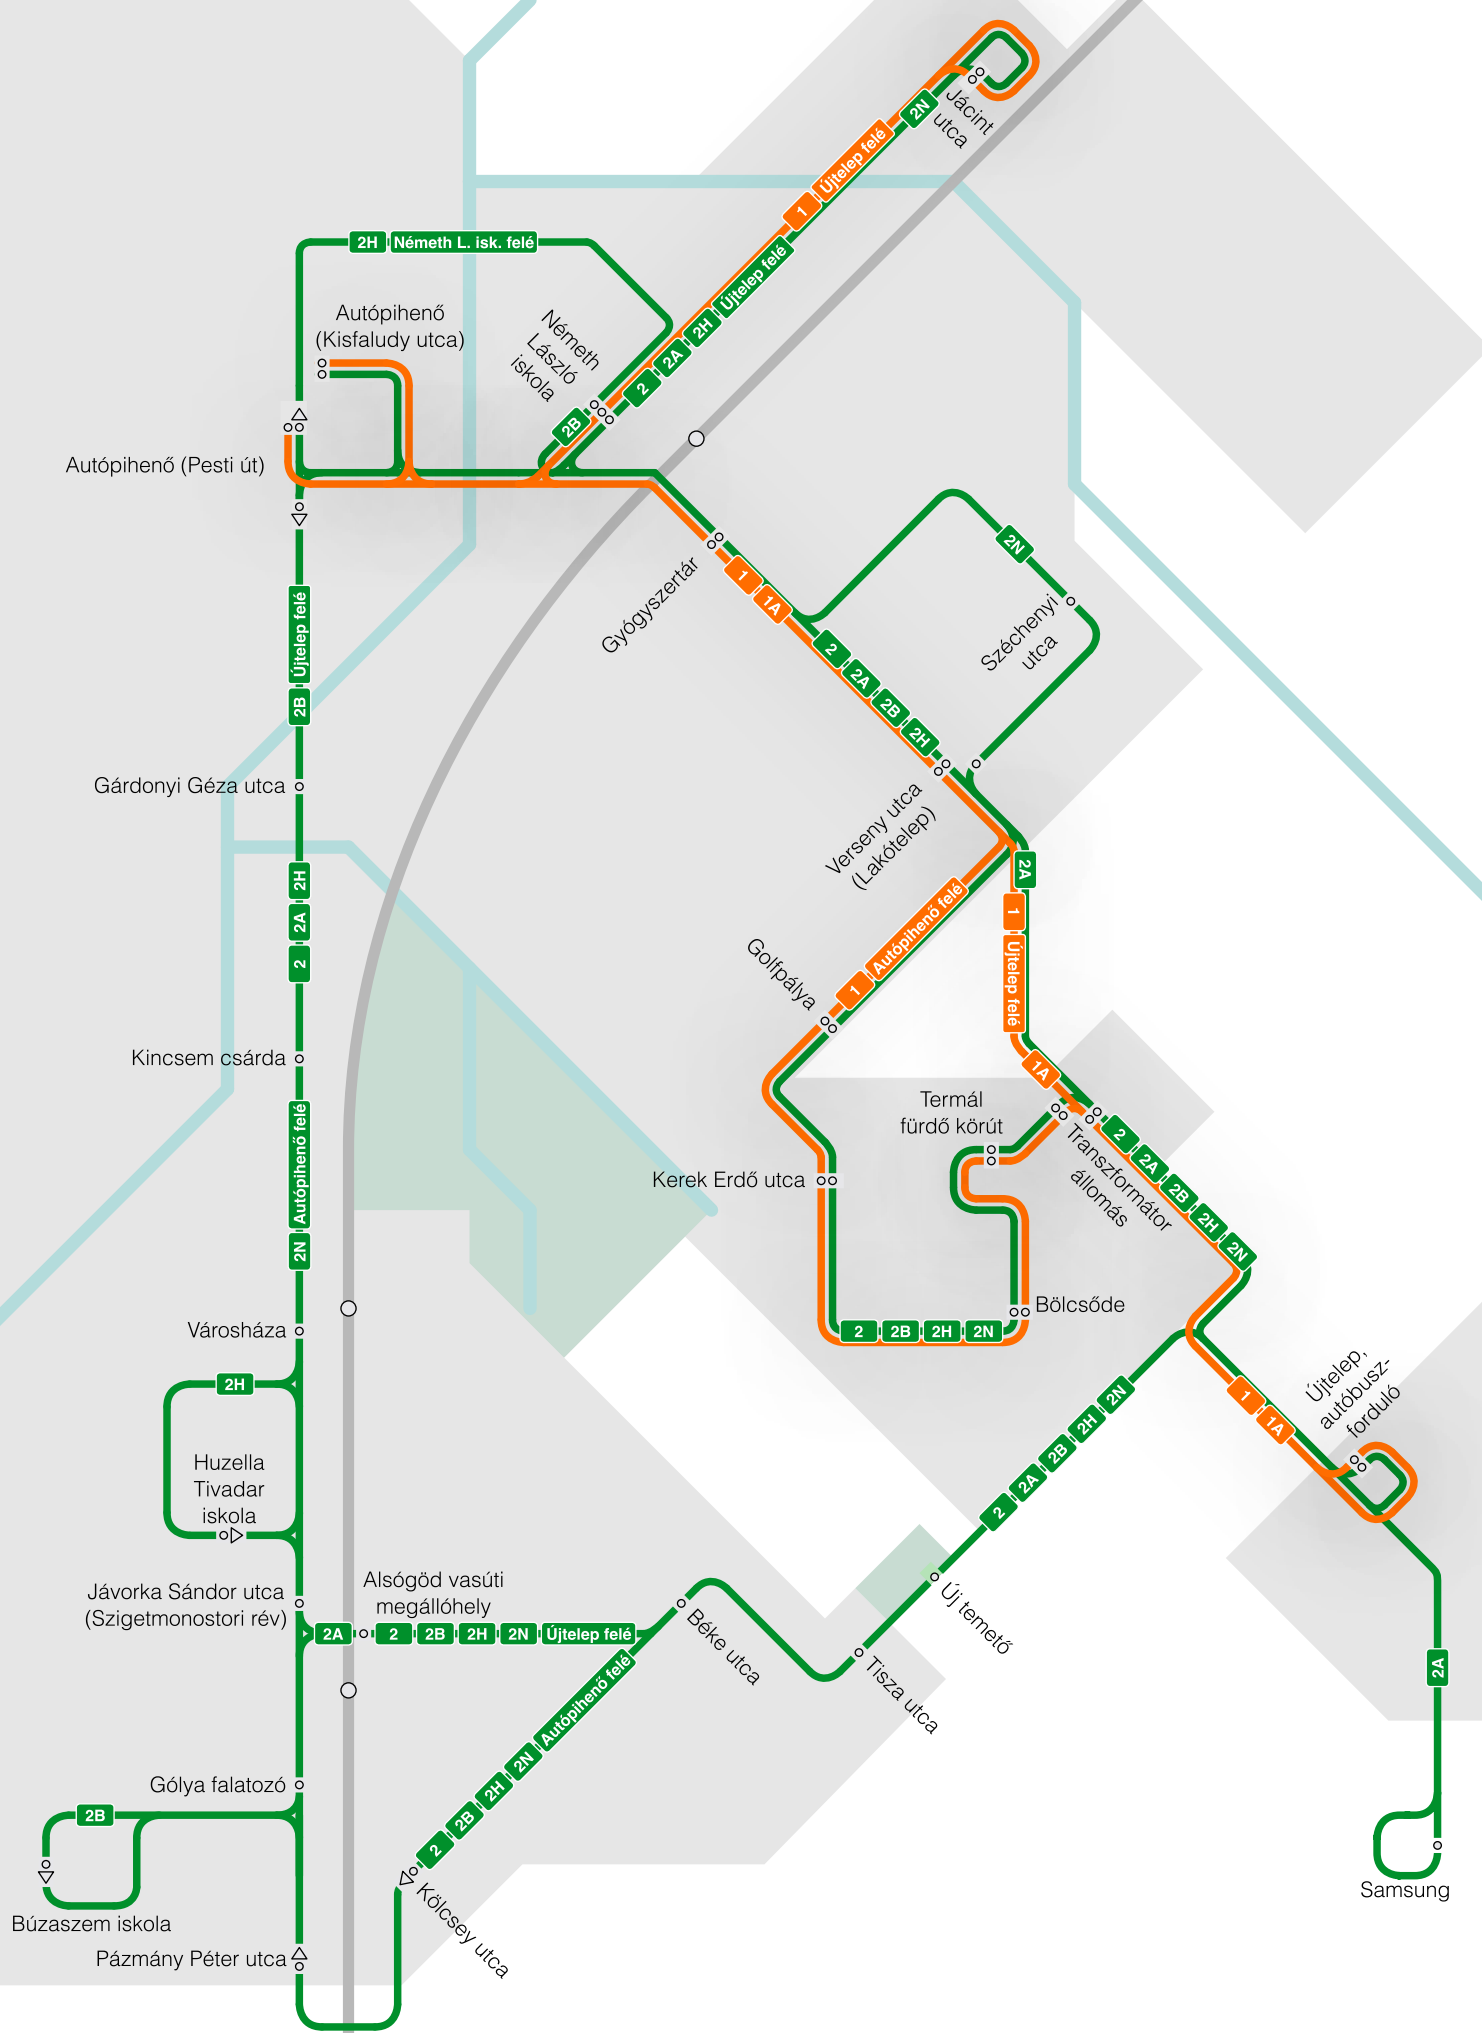 Jácint
utca
2N
1
Újtelep felé
2
2A
2H
Újtelep felé
2H
Németh L. isk. felé
Autópihenő
(Kisfaludy utca)
Németh
László
iskola
2B
Autópihenő (Pesti út)
Gyógyszertár
1
1A
2N
Széchenyi
utca
2
2A
2B
2H
Újtelep felé
2B
Gárdonyi Géza utca
Verseny utca
(Lakótelep)
2A
1
Újtelep felé
1A
2H
2A
2
1
Autópihenő felé
Golfpálya
Kincsem csárda
Termál
fürdő körút
Transzformátor
állomás
2
2A
2B
2H
2N
Autópihenő felé
2N
Kerek Erdő utca
Bölcsőde
2
2B
2H
2N
Városháza
2H
Huzella
Tivadar
iskola
Újtelep,
autóbusz-
forduló
1
1A
2
2A
2B
2H
2N
Új temető
Jávorka Sándor utca
(Szigetmonostori rév)
Alsógöd vasúti
megállóhely
2A
2
2B
2H
2N
Újtelep felé
Béke utca
Tisza utca
2A
2
2B
2H
2N
Autópihenő felé
Gólya falatozó
2B
Búzaszem iskola
Kölcsey utca
Pázmány Péter utca
Samsung